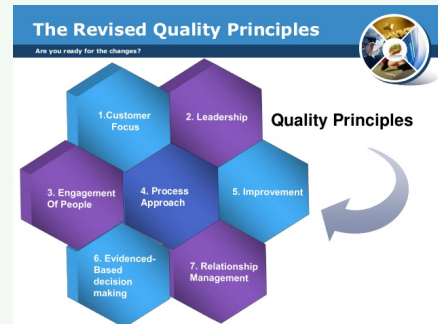 The Revised Quality Principles
Are you ready for the changes?
1.Customer
Focus
2. Leadership
Quality Principles
3. Engagement
Of People
4. Process
Approach
5. Improvement
6. Evidenced-
Based
decision
making
7. Relationship
Management